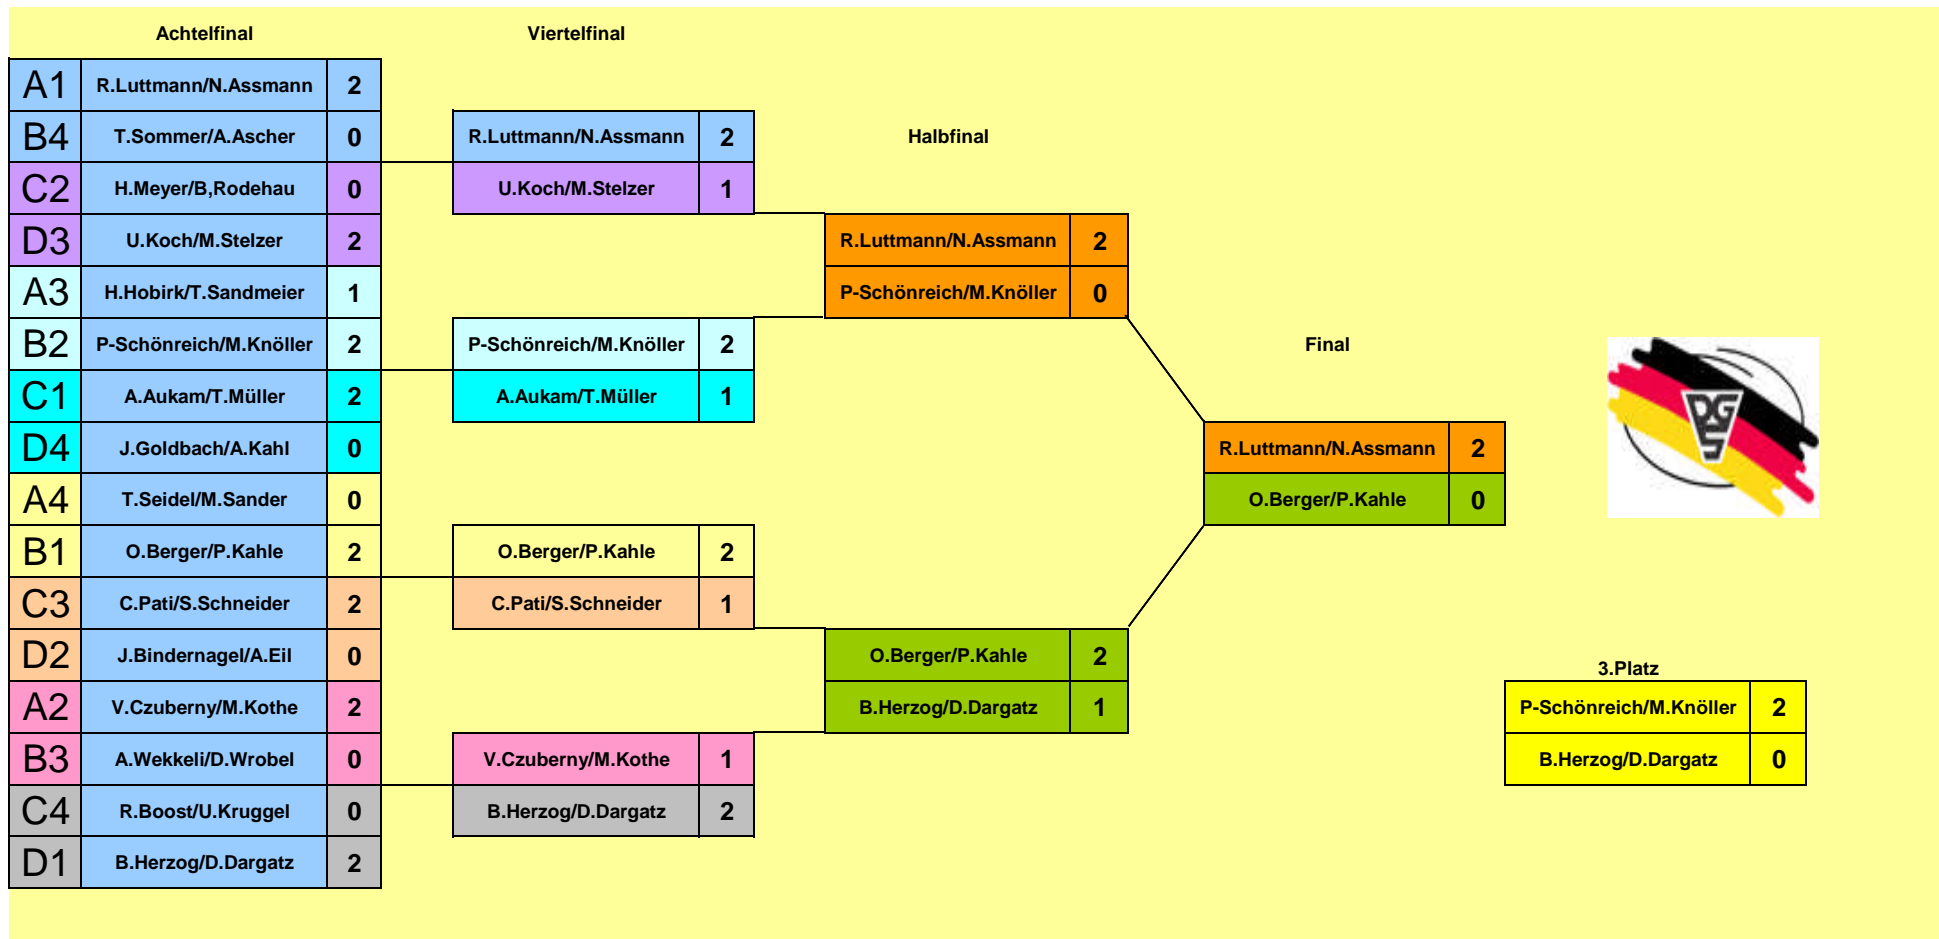 Achtelfinal Viertelfinal
A1 R.Luttmann/N.Assmann 2
B4 T.Sommer/A.Ascher 0 R.Luttmann/N.Assmann 2 Halbfinal
C2 H.Meyer/B,Rodehau 0 U.Koch/M.Stelzer 1
D3 U.Koch/M.Stelzer 2 R.Luttmann/N.Assmann 2
A3 H.Hobirk/T.Sandmeier 1 P-Schönreich/M.Knöller 0
B2 P-Schönreich/M.Knöller 2 P-Schönreich/M.Knöller 2 Final
C1 A.Aukam/T.Müller 2 A.Aukam/T.Müller 1
DGS
D4 J.Goldbach/A.Kahl 0 R.Luttmann/N.Assmann 2
A4 T.Seidel/M.Sander 0 O.Berger/P.Kahle 0
B1 O.Berger/P.Kahle 2 O.Berger/P.Kahle 2
C3 C.Pati/S.Schneider 2 C.Pati/S.Schneider 1
D2 J.Bindernagel/A.Eil 0 O.Berger/P.Kahle 2
3.Platz
A2 V.Czuberny/M.Kothe 2 B.Herzog/D.Dargatz 1 P-Schönreich/M.Knöller 2
B3 A.Wekkeli/D.Wrobel 0 V.Czuberny/M.Kothe 1 B.Herzog/D.Dargatz 0
C4 R.Boost/U.Kruggel 0 B.Herzog/D.Dargatz 2
D1 B.Herzog/D.Dargatz 2